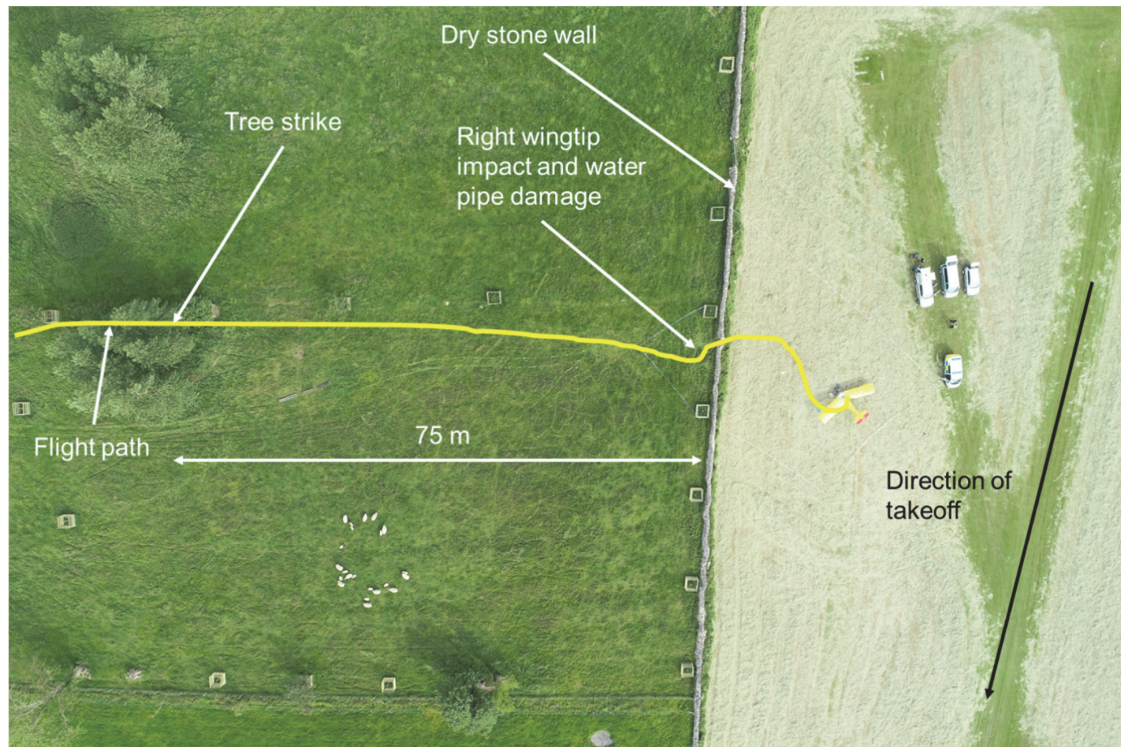 Dry stone wall
Tree strike
Right wingtip
impact and water
pipe damage
Flight path
75 m
Direction of
takeoff